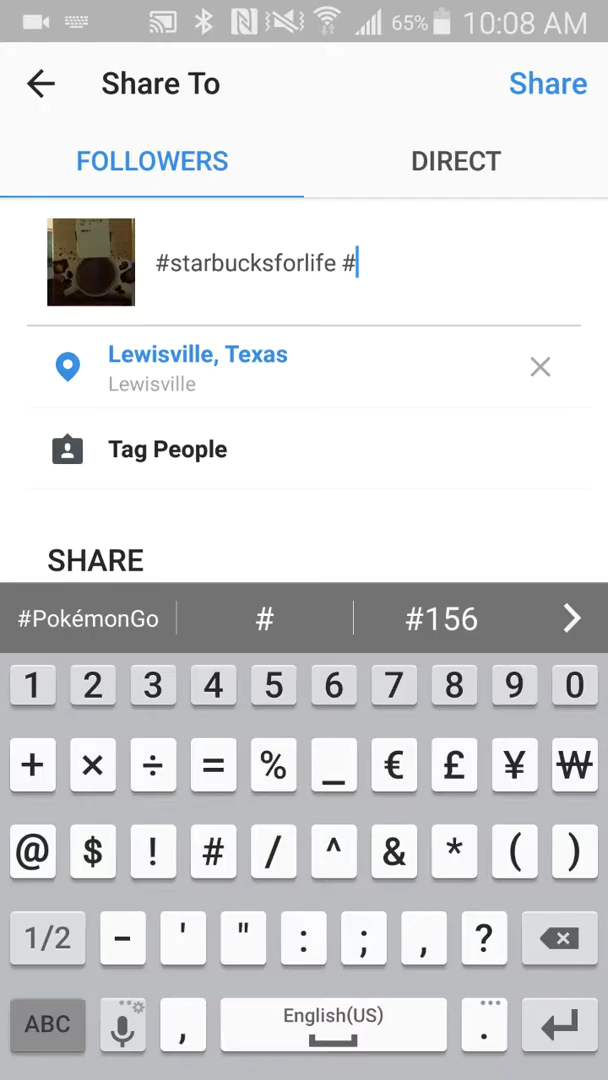 65% 10:08 AM
Share To Share
FOLLOWERS DIRECT
#starbucksforlife #
Lewisville, Texas
Lewisville
Tag People
SHARE
#PokémonGo # #156
1 2 3 4 5 6 7 8 9 0
+ × ÷ = % _ € £ ¥ ₩
@ $ ! # / ^ & * ( )
1/2 - ' " : ; , ?
ABC , English(US) .